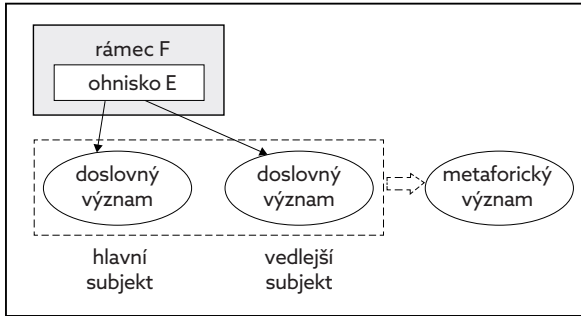 rámec F
ohnisko E
doslovný
význam
doslovný
význam
metaforický
význam
hlavní
subjekt
vedlejší
subjekt